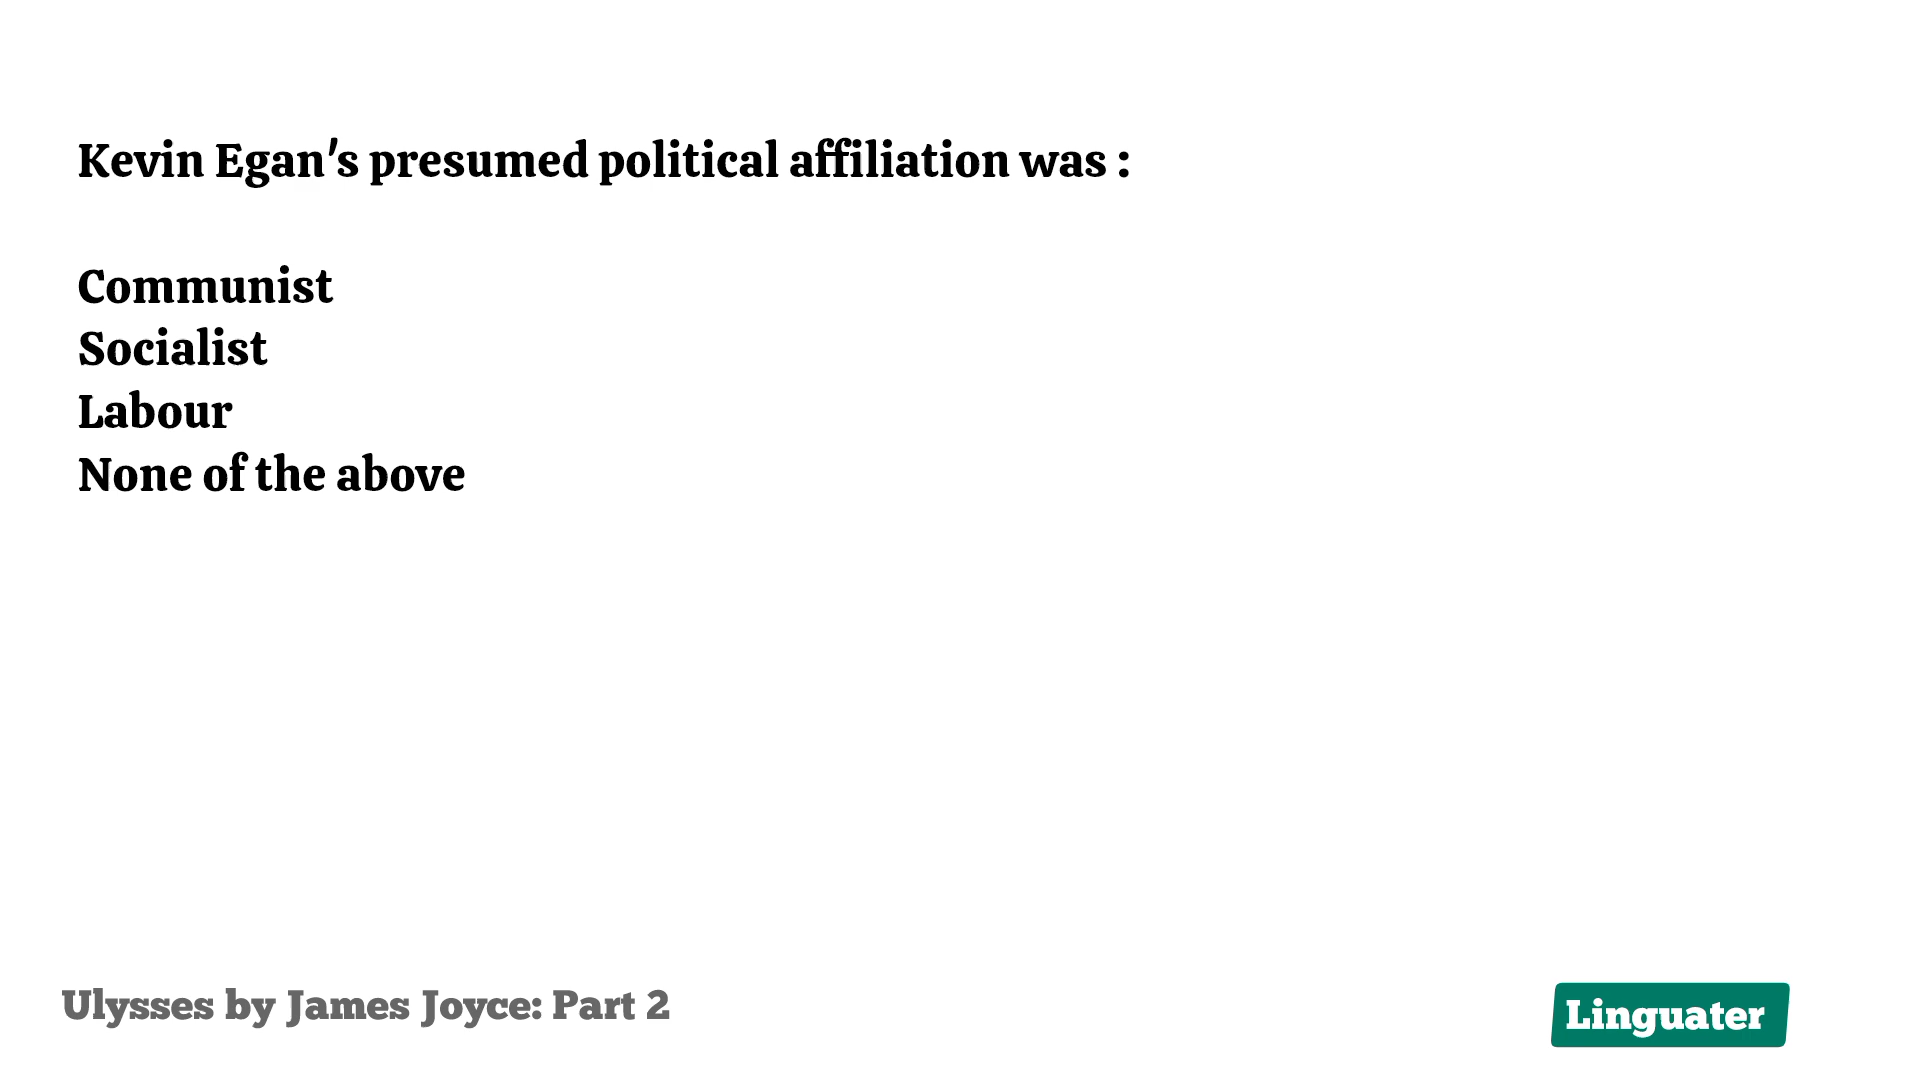 Kevin Egan's presumed political affiliation was :
Communist
Socialist
Labour
None of the above
Ulysses by James Joyce: Part 2
Linguater